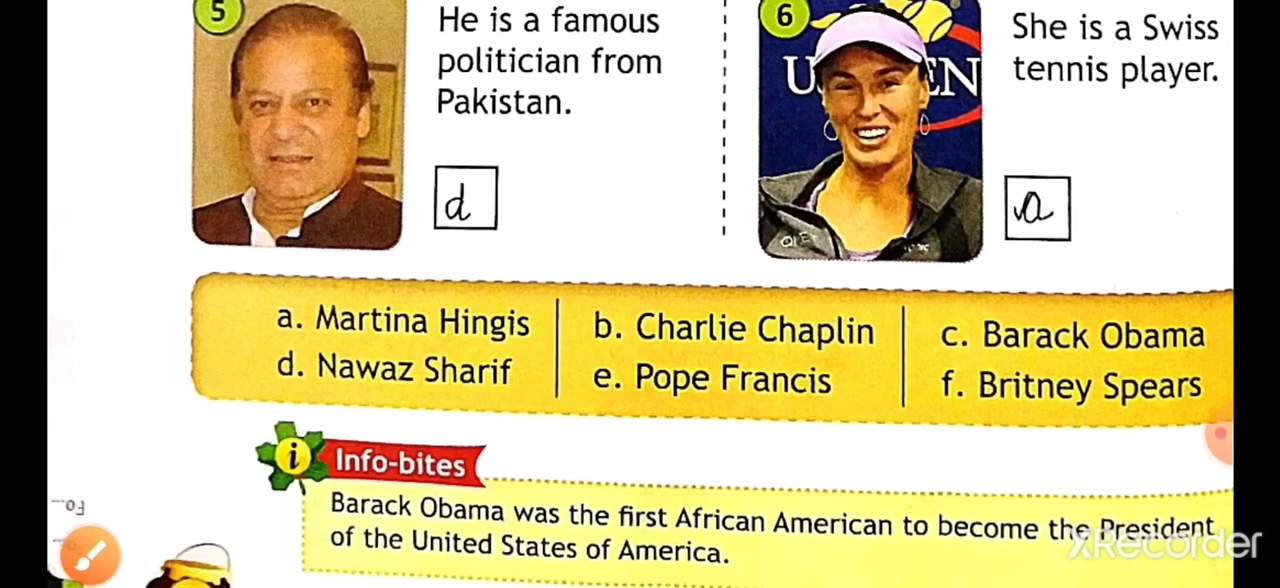 5
He is a famous
politician from
Pakistan.
d
6
She is a Swiss
tennis player.
a
a. Martina Hingis
b. Charlie Chaplin
c. Barack Obama
d. Nawaz Sharif
e. Pope Francis
f. Britney Spears
i
Info-bites
Barack Obama was the first African American to become the President
of the United States of America.
XRecorder